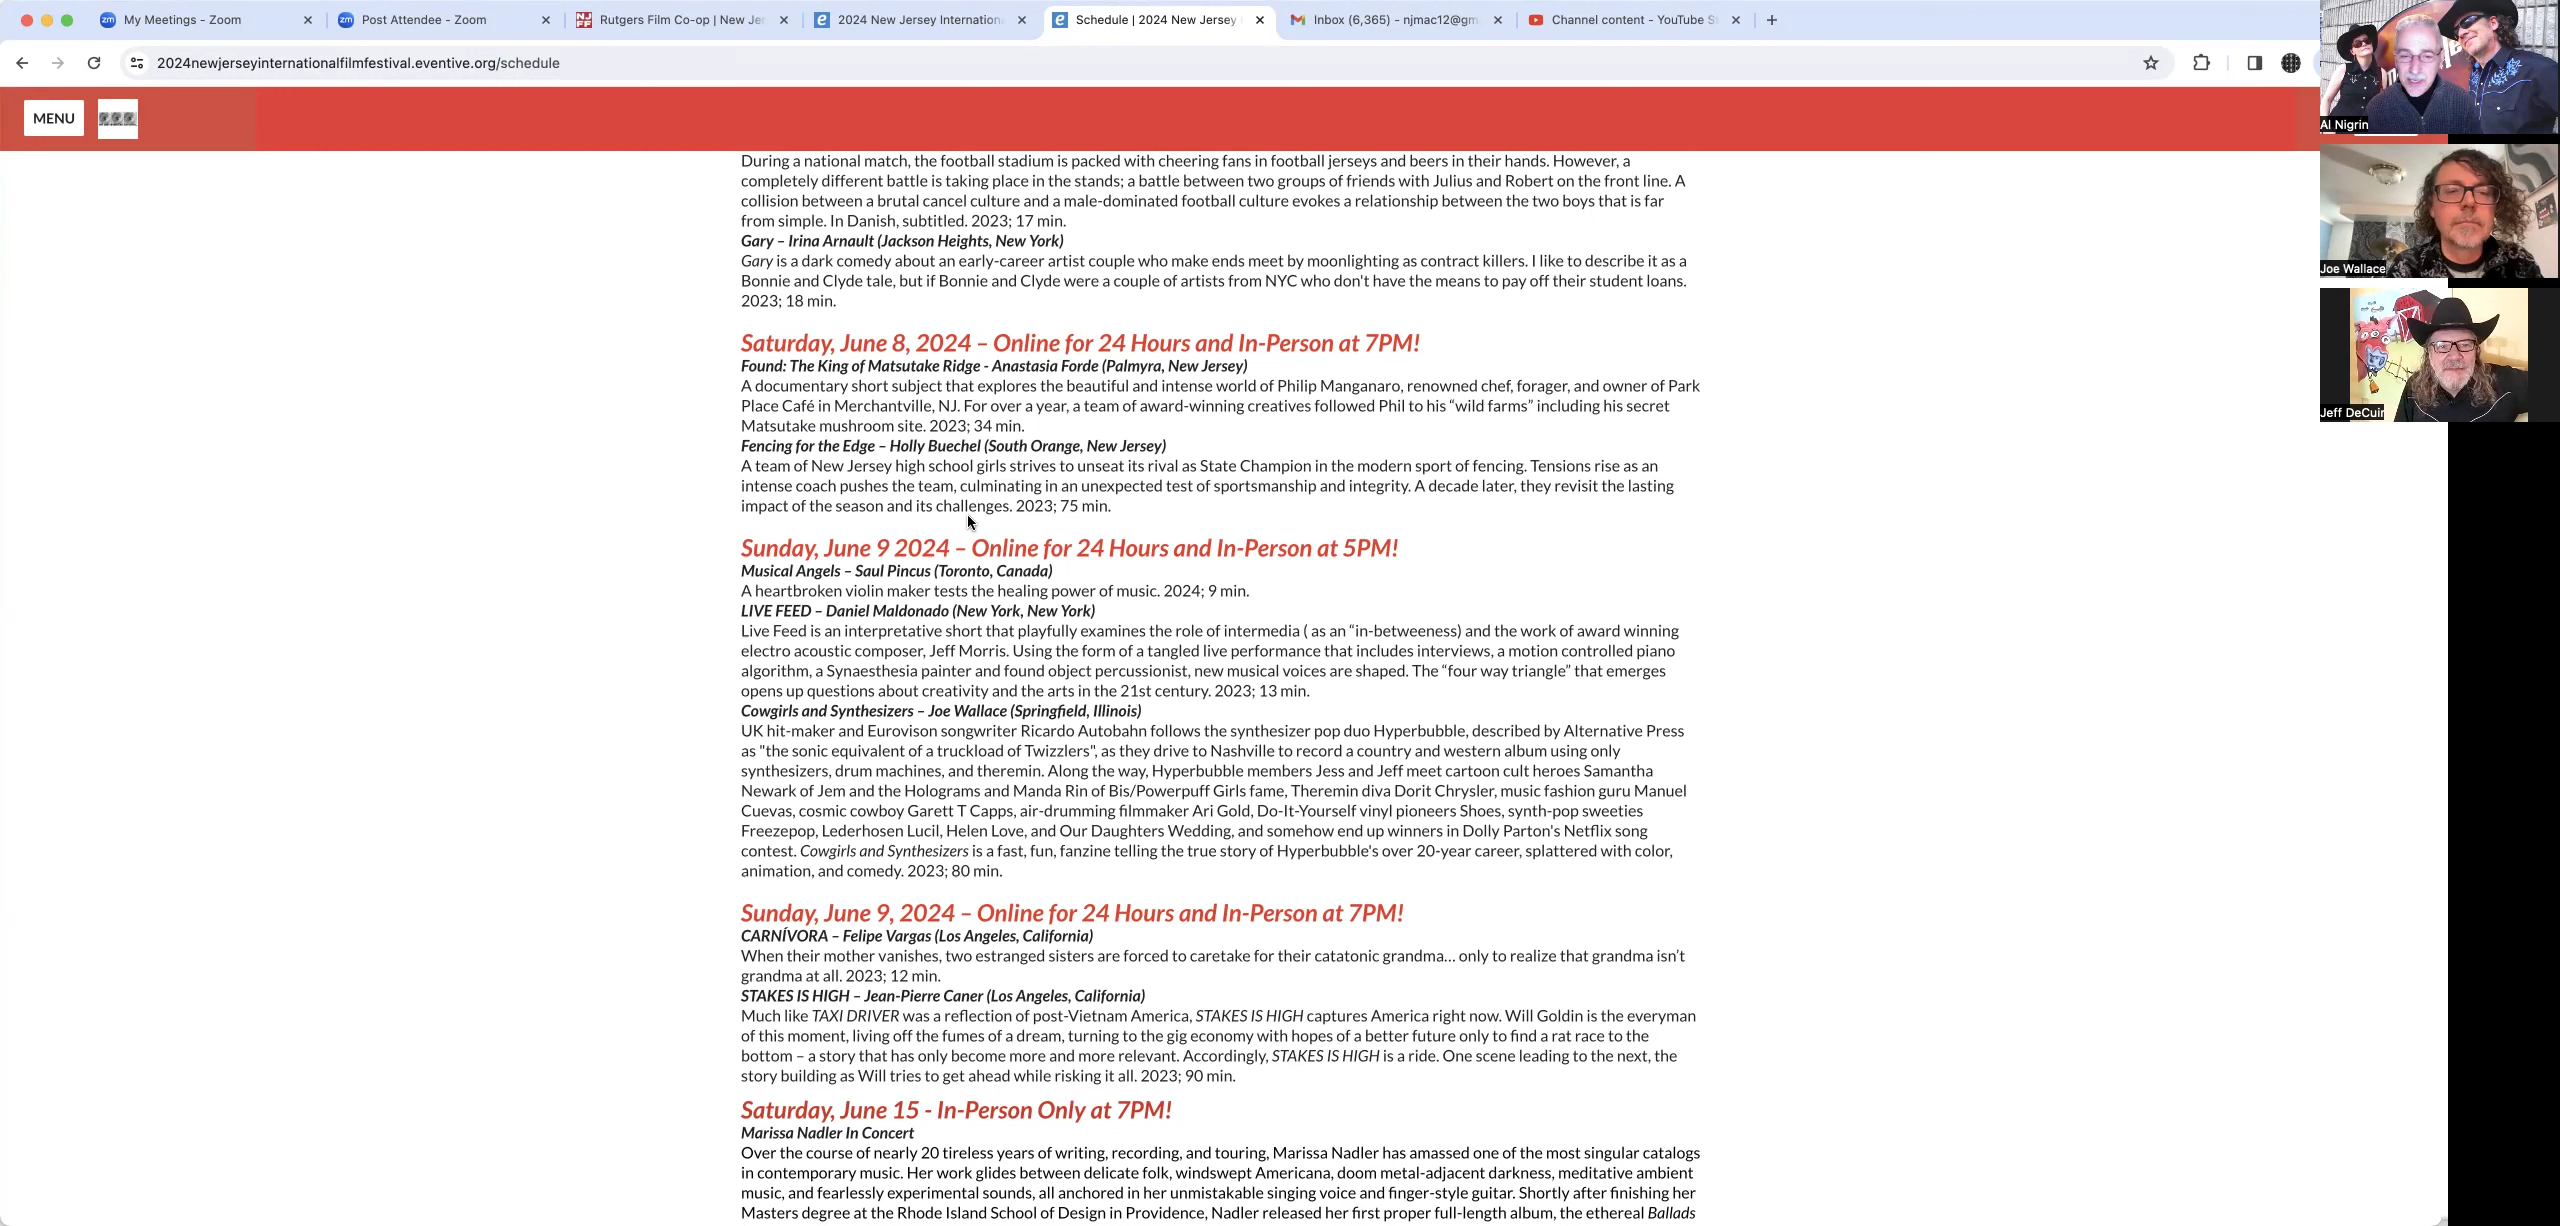 My Meetings - Zoom
Post Attendee - Zoom
Rutgers Film Co-op | New Je
2024 New Jersey Internation
Schedule | 2024 New Jersey
Inbox (6,365) - njmac12@gm
Channel content - YouTube S
2024newjerseyinternationalfilmfestival.eventive.org/schedule
MENU
During a national match, the football stadium is packed with cheering fans in football jerseys and beers in their hands. However, a
completely different battle is taking place in the stands; a battle between two groups of friends with Julius and Robert on the front line. A
collision between a brutal cancel culture and a male-dominated football culture evokes a relationship between the two boys that is far
from simple. In Danish, subtitled. 2023; 17 min.
Gary – Irina Arnault (Jackson Heights, New York)
Gary is a dark comedy about an early-career artist couple who make ends meet by moonlighting as contract killers. I like to describe it as a
Bonnie and Clyde tale, but if Bonnie and Clyde were a couple of artists from NYC who don't have the means to pay off their student loans.
2023; 18 min.
Saturday, June 8, 2024 – Online for 24 Hours and In-Person at 7PM!
Found: The King of Matsutake Ridge - Anastasia Forde (Palmyra, New Jersey)
A documentary short subject that explores the beautiful and intense world of Philip Manganaro, renowned chef, forager, and owner of Park
Place Café in Merchantville, NJ. For over a year, a team of award-winning creatives followed Phil to his “wild farms” including his secret
Matsutake mushroom site. 2023; 34 min.
Fencing for the Edge – Holly Buechel (South Orange, New Jersey)
A team of New Jersey high school girls strives to unseat its rival as State Champion in the modern sport of fencing. Tensions rise as an
intense coach pushes the team, culminating in an unexpected test of sportsmanship and integrity. A decade later, they revisit the lasting
impact of the season and its challenges. 2023; 75 min.
Sunday, June 9 2024 – Online for 24 Hours and In-Person at 5PM!
Musical Angels – Saul Pincus (Toronto, Canada)
A heartbroken violin maker tests the healing power of music. 2024; 9 min.
LIVE FEED – Daniel Maldonado (New York, New York)
Live Feed is an interpretative short that playfully examines the role of intermedia ( as an “in-betweeness) and the work of award winning
electro acoustic composer, Jeff Morris. Using the form of a tangled live performance that includes interviews, a motion controlled piano
algorithm, a Synaesthesia painter and found object percussionist, new musical voices are shaped. The “four way triangle” that emerges
opens up questions about creativity and the arts in the 21st century. 2023; 13 min.
Cowgirls and Synthesizers – Joe Wallace (Springfield, Illinois)
UK hit-maker and Eurovison songwriter Ricardo Autobahn follows the synthesizer pop duo Hyperbubble, described by Alternative Press
as "the sonic equivalent of a truckload of Twizzlers", as they drive to Nashville to record a country and western album using only
synthesizers, drum machines, and theremin. Along the way, Hyperbubble members Jess and Jeff meet cartoon cult heroes Samantha
Newark of Jem and the Holograms and Manda Rin of Bis/Powerpuff Girls fame, Theremin diva Dorit Chrysler, music fashion guru Manuel
Cuevas, cosmic cowboy Garett T Capps, air-drumming filmmaker Ari Gold, Do-It-Yourself vinyl pioneers Shoes, synth-pop sweeties
Freezepop, Lederhosen Lucil, Helen Love, and Our Daughters Wedding, and somehow end up winners in Dolly Parton's Netflix song
contest. Cowgirls and Synthesizers is a fast, fun, fanzine telling the true story of Hyperbubble's over 20-year career, splattered with color,
animation, and comedy. 2023; 80 min.
Sunday, June 9, 2024 – Online for 24 Hours and In-Person at 7PM!
CARNÍVORA – Felipe Vargas (Los Angeles, California)
When their mother vanishes, two estranged sisters are forced to caretake for their catatonic grandma… only to realize that grandma isn’t
grandma at all. 2023; 12 min.
STAKES IS HIGH – Jean-Pierre Caner (Los Angeles, California)
Much like TAXI DRIVER was a reflection of post-Vietnam America, STAKES IS HIGH captures America right now. Will Goldin is the everyman
of this moment, living off the fumes of a dream, turning to the gig economy with hopes of a better future only to find a rat race to the
bottom – a story that has only become more and more relevant. Accordingly, STAKES IS HIGH is a ride. One scene leading to the next, the
story building as Will tries to get ahead while risking it all. 2023; 90 min.
Saturday, June 15 - In-Person Only at 7PM!
Marissa Nadler In Concert
Over the course of nearly 20 tireless years of writing, recording, and touring, Marissa Nadler has amassed one of the most singular catalogs
in contemporary music. Her work glides between delicate folk, windswept Americana, doom metal-adjacent darkness, meditative ambient
music, and fearlessly experimental sounds, all anchored in her unmistakable singing voice and finger-style guitar. Shortly after finishing her
Masters degree at the Rhode Island School of Design in Providence, Nadler released her first proper full-length album, the ethereal Ballads
Al Nigrin
Joe Wallace
Jeff DeCuir